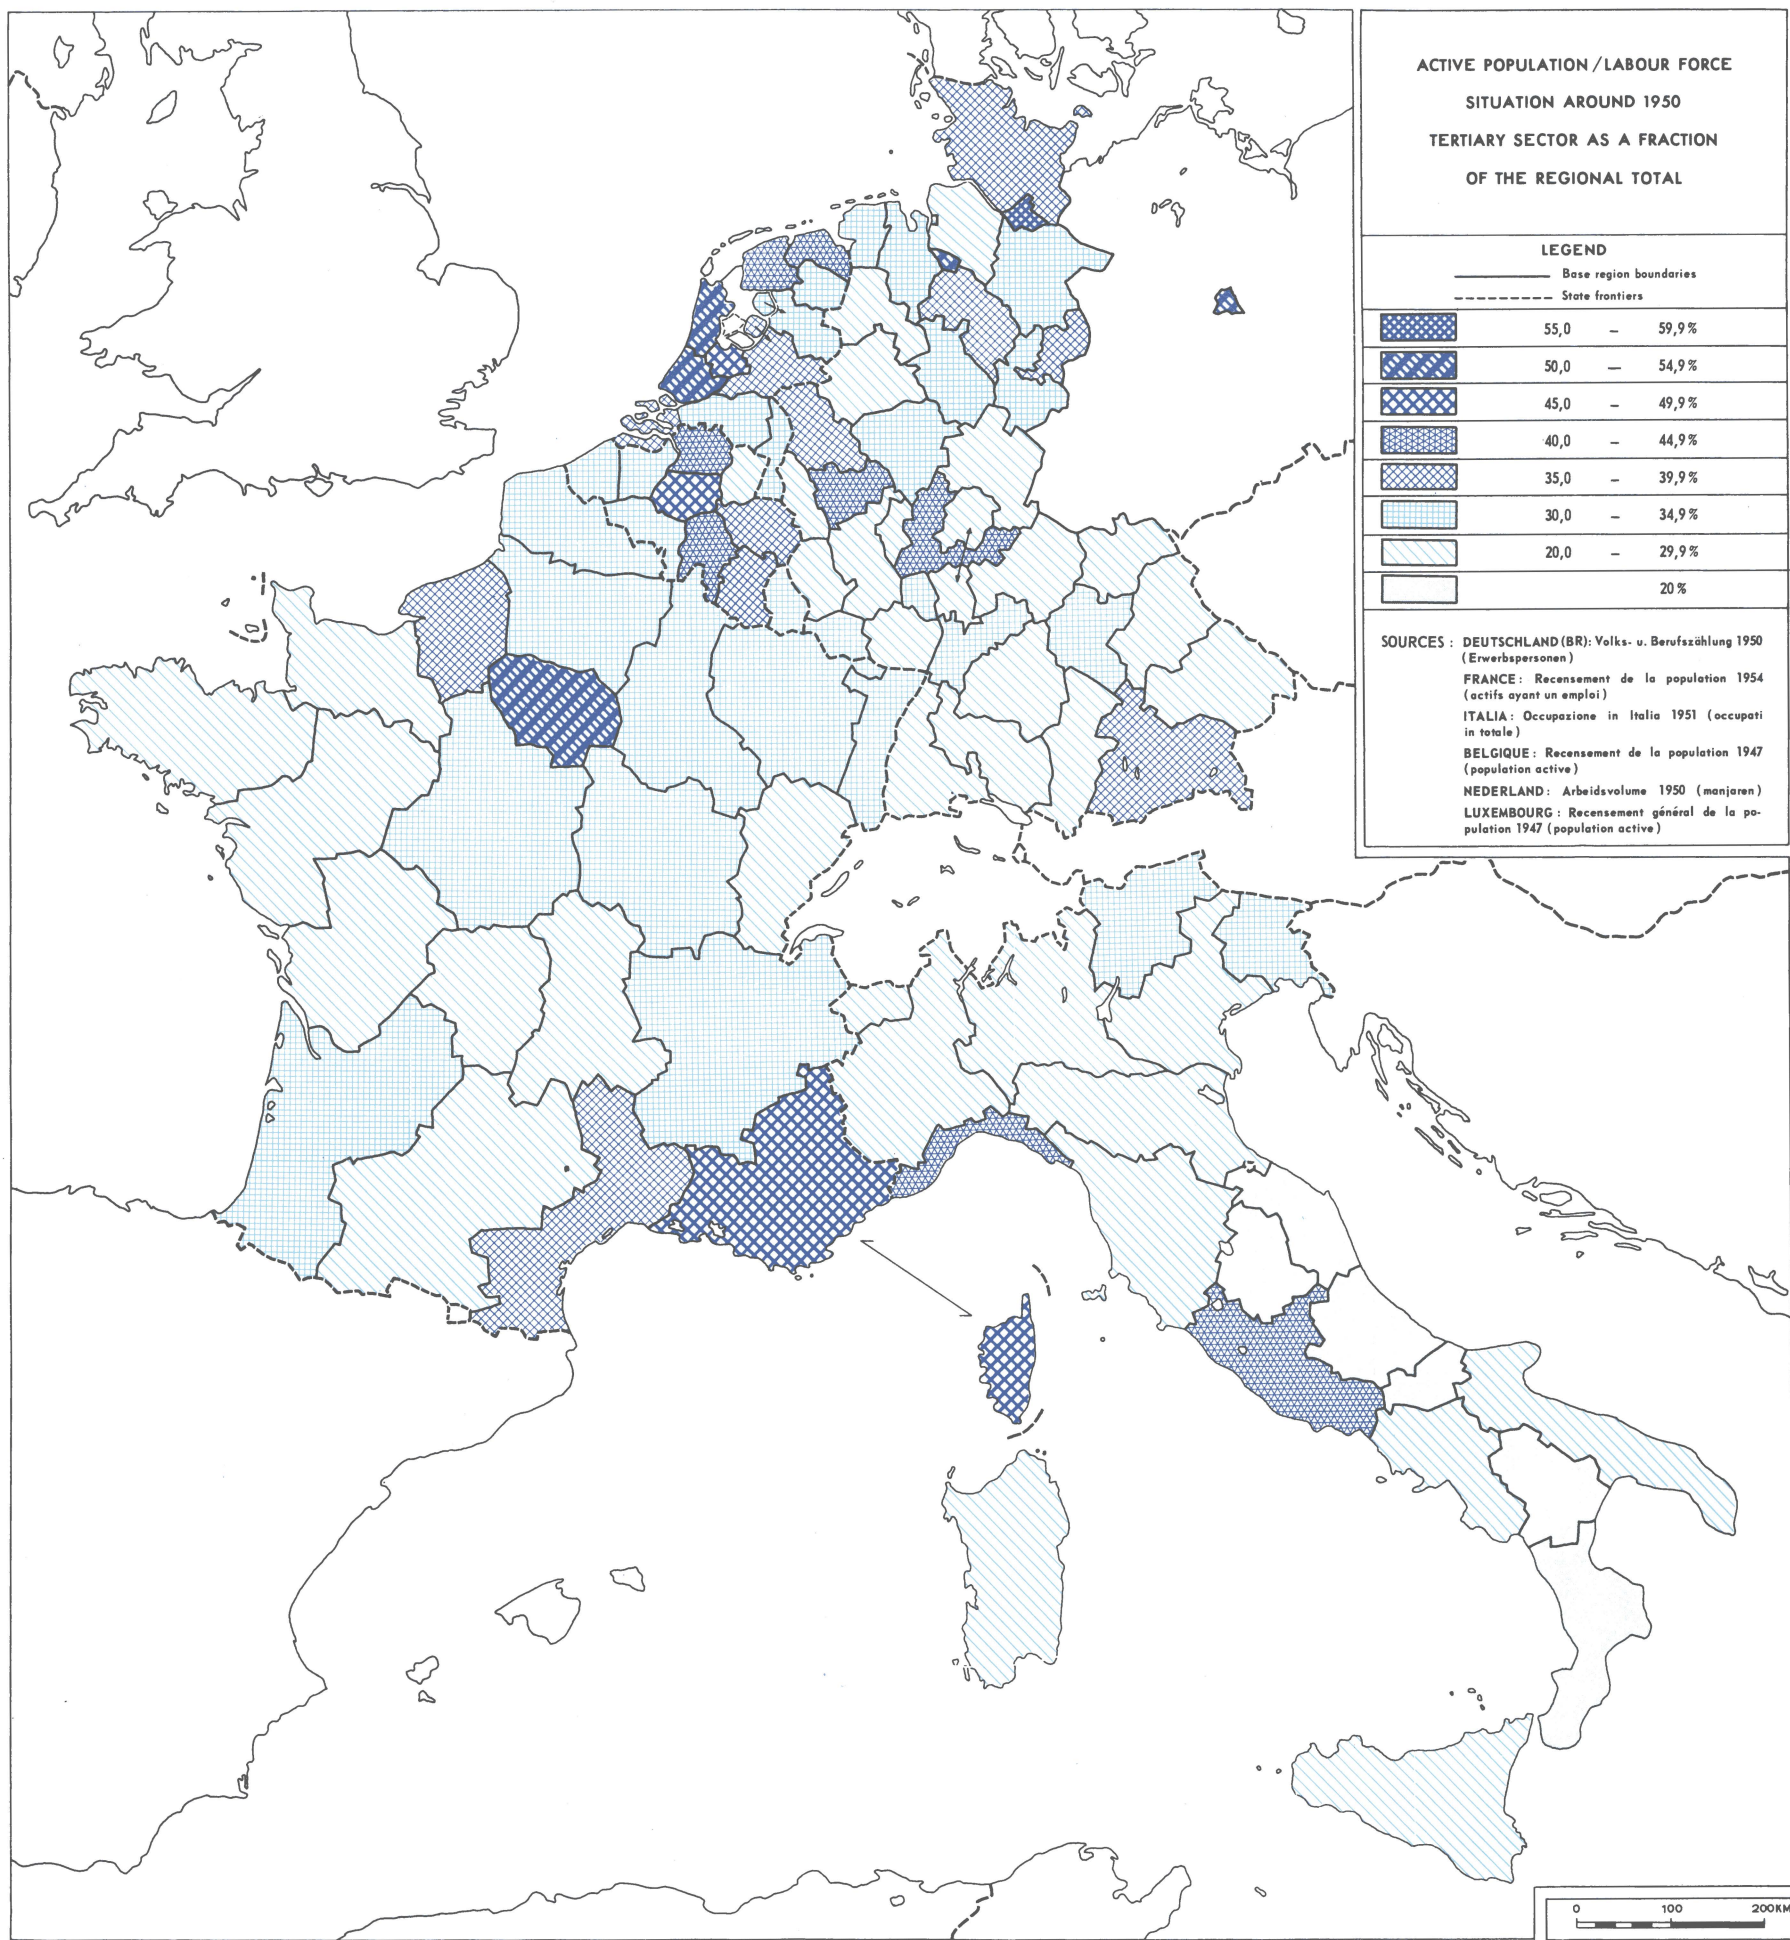 ACTIVE POPULATION / LABOUR FORCE
SITUATION AROUND 1950
TERTIARY SECTOR AS A FRACTION
OF THE REGIONAL TOTAL
LEGEND
Base region boundaries
State frontiers
55,0 – 59,9%
50,0 – 54,9%
45,0 – 49,9%
40,0 – 44,9%
35,0 – 39,9%
30,0 – 34,9%
20,0 – 29,9%
20%
SOURCES : DEUTSCHLAND (BR): Volks- u. Berufszählung 1950
(Erwerbspersonen)
FRANCE : Recensement de la population 1954
(actifs ayant un emploi)
ITALIA : Occupazione in Italia 1951 (occupati
in totale)
BELGIQUE : Recensement de la population 1947
(population active)
NEDERLAND : Arbeidsvolume 1950 (manjaren)
LUXEMBOURG : Recensement général de la po-
pulation 1947 (population active)
0 100 200KM